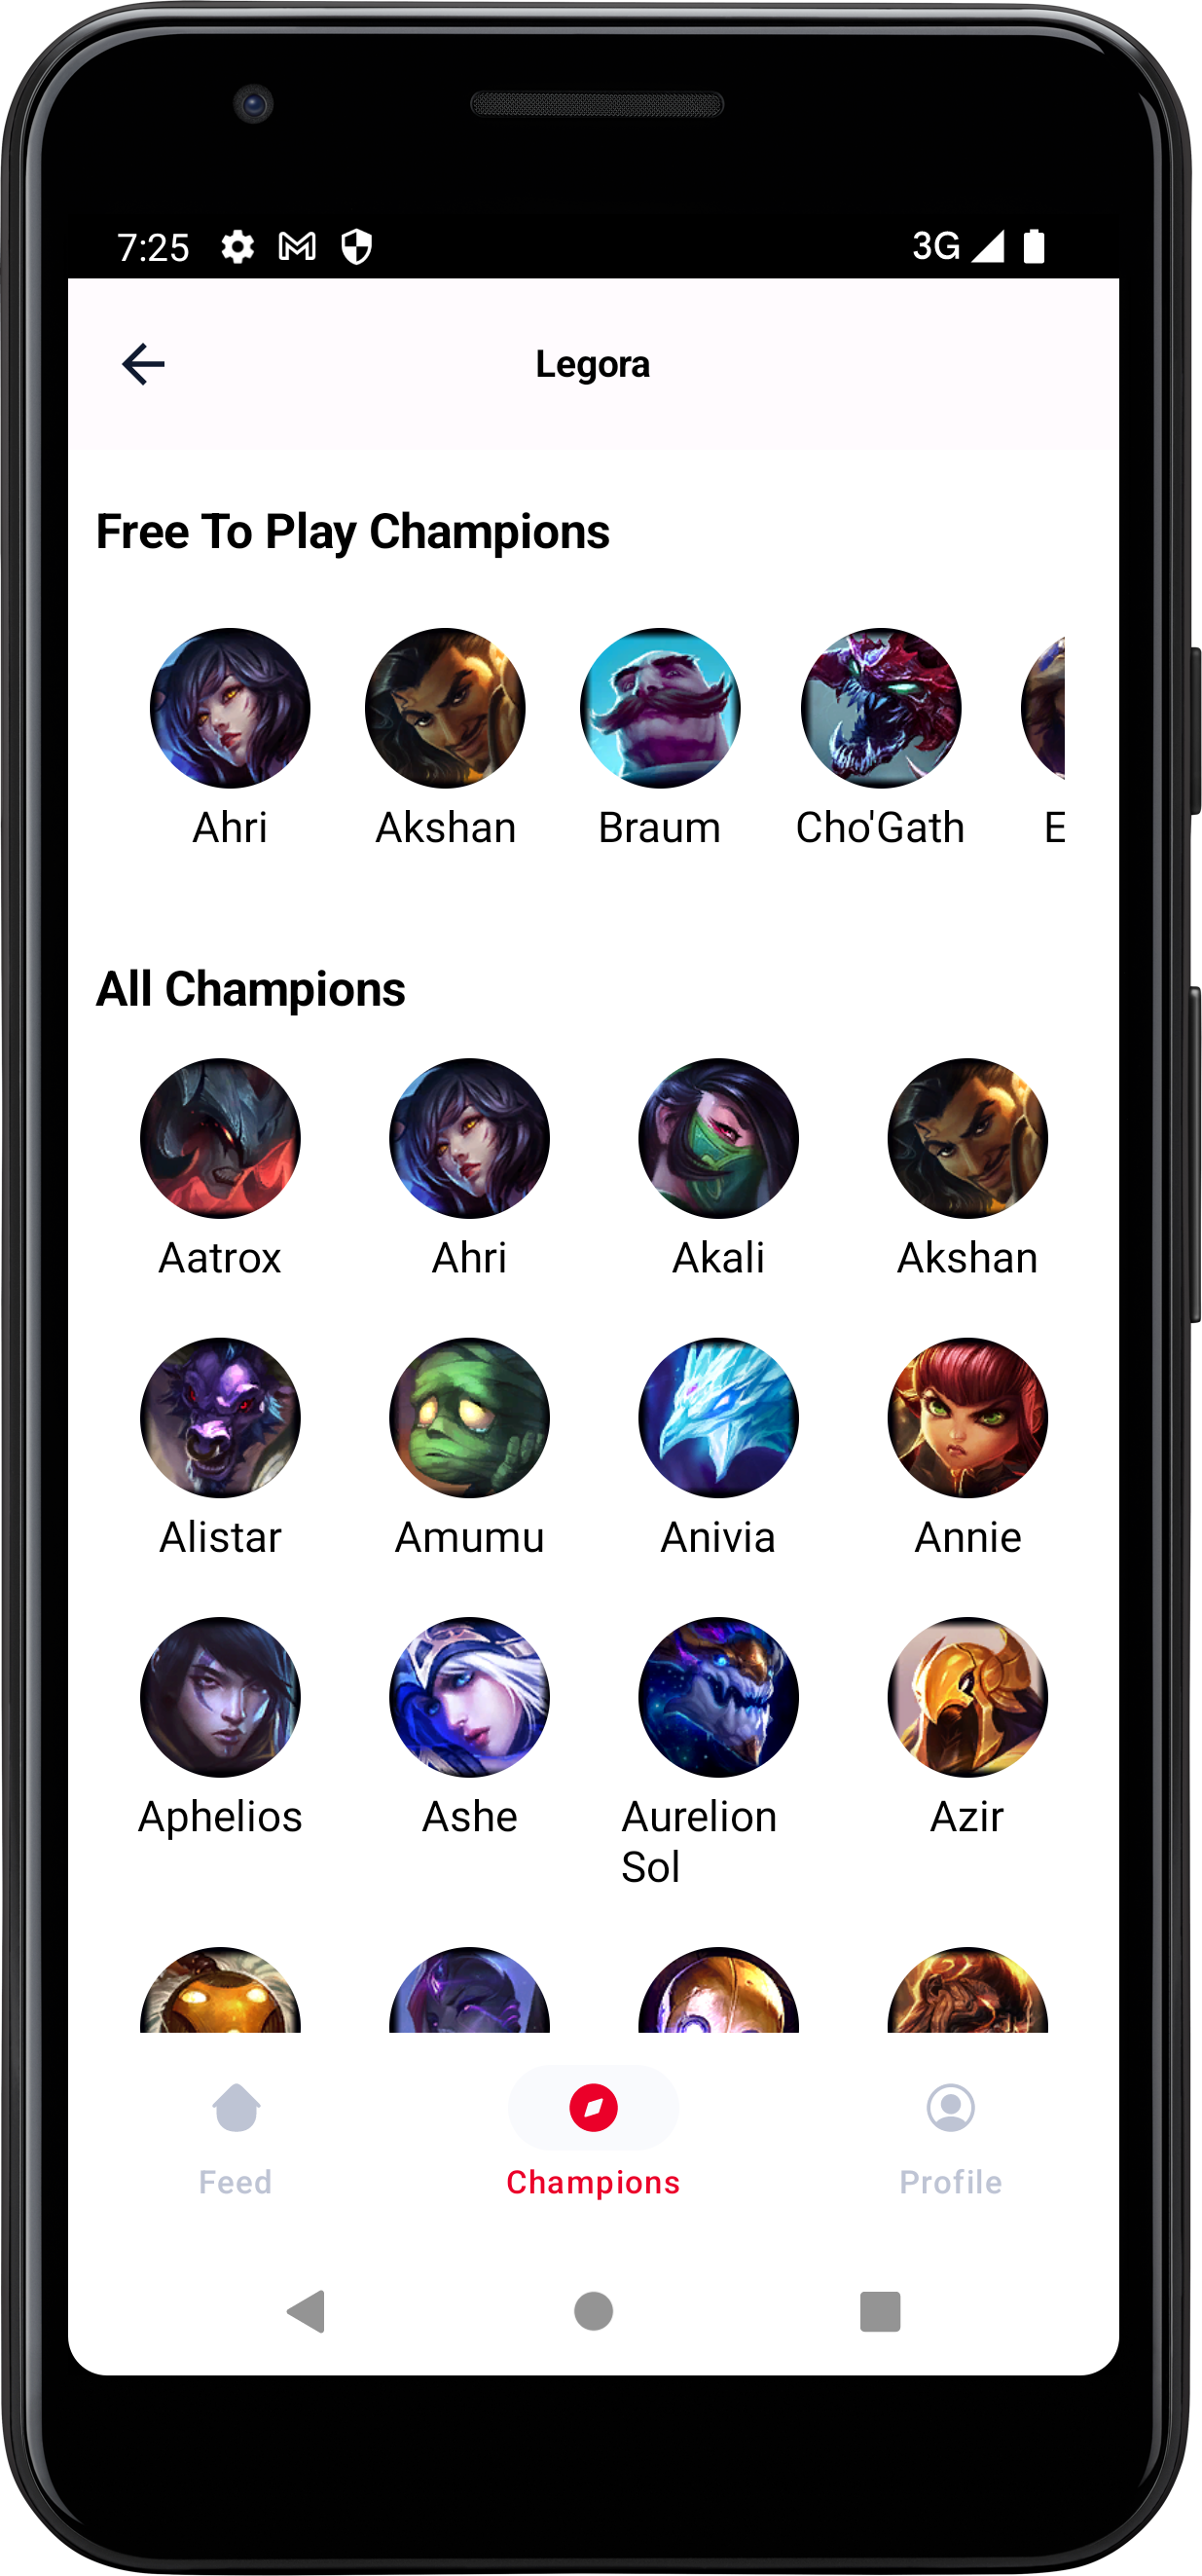 7:25 3G
Legora
Free To Play Champions
Ahri Akshan Braum Cho'Gath E
All Champions
Aatrox Ahri Akali Akshan
Alistar Amumu Anivia Annie
Aphelios Ashe Aurelion Azir
Sol
Feed Champions Profile